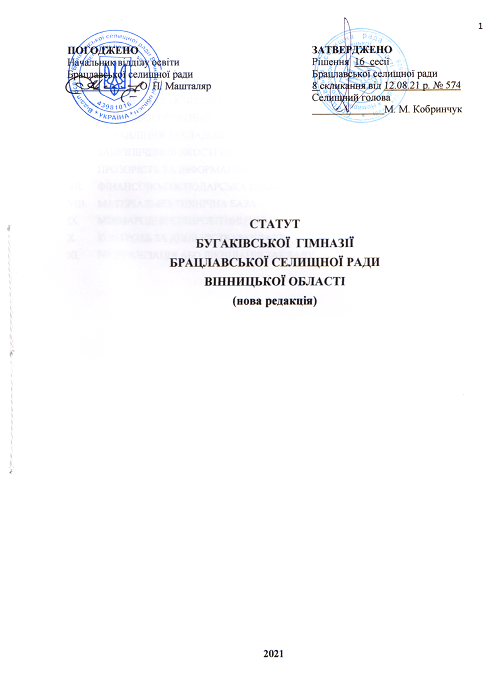 1
ПОГОДЖЕНО
Начальник відділу освіти
Брацлавської селищної ради
О. П. Машталяр
43981016
УКРАЇНА
ЗАТВЕРДЖЕНО
Рішення 16 сесії
Брацлавської селищної ради
8 скликання від 12.08.21 р. № 574
Селищний голова
М. М. Кобринчук
СТАТУТ
БУГАКІВСЬКОЇ ГІМНАЗІЇ
БРАЦЛАВСЬКОЇ СЕЛИЩНОЇ РАДИ
ВІННИЦЬКОЇ ОБЛАСТІ
(нова редакція)
2021